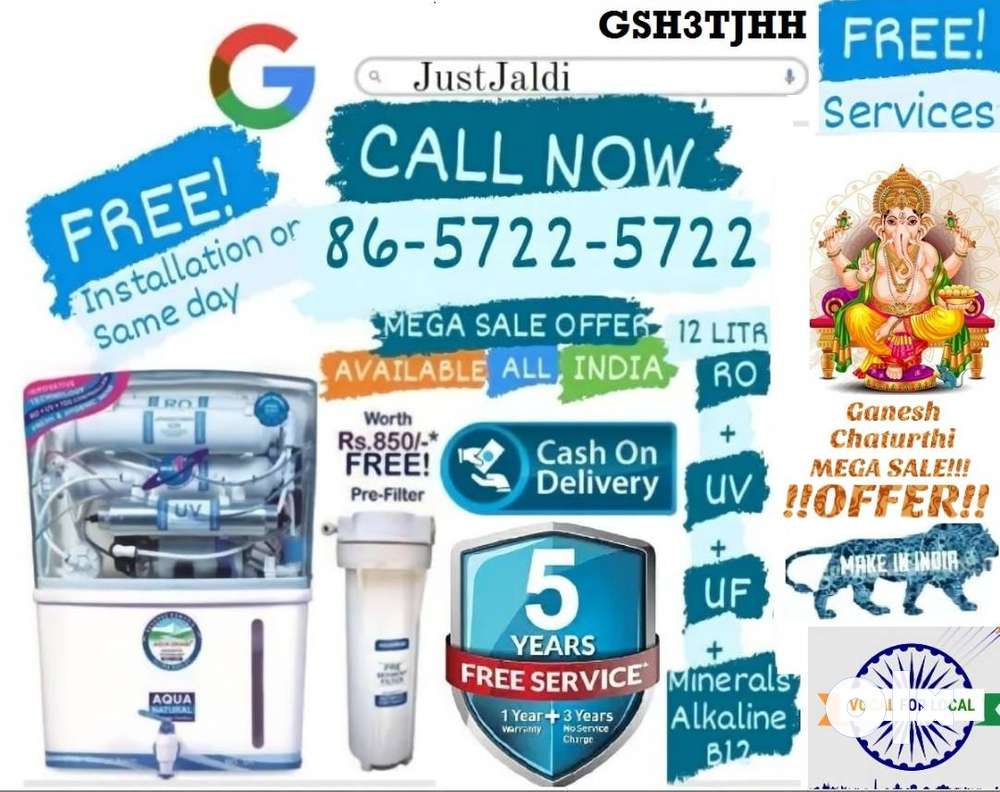 GSH3TJHH
G
JustJaldi
FREE!
Services
CALL NOW
86-5722-5722
FREE!
Installation or
Same day
MEGA SALE OFFER
AVAILABLE ALL INDIA
12 LITR
RO
+
UV
+
UF
+
Minerals
Alkaline
B12
Worth
Rs.850/-*
FREE!
Pre-Filter
Cash On
Delivery
5
YEARS
FREE SERVICE*
1 Year + 3 Years
Warranty No Service
Charge
INNOVATIVE
TECHNOLOGY
RO
UV
AQUA
NATURAL
Ganesh
Chaturthi
MEGA SALE!!!
!!OFFER!!
MAKE IN INDIA
VOCAL FOR LOCAL